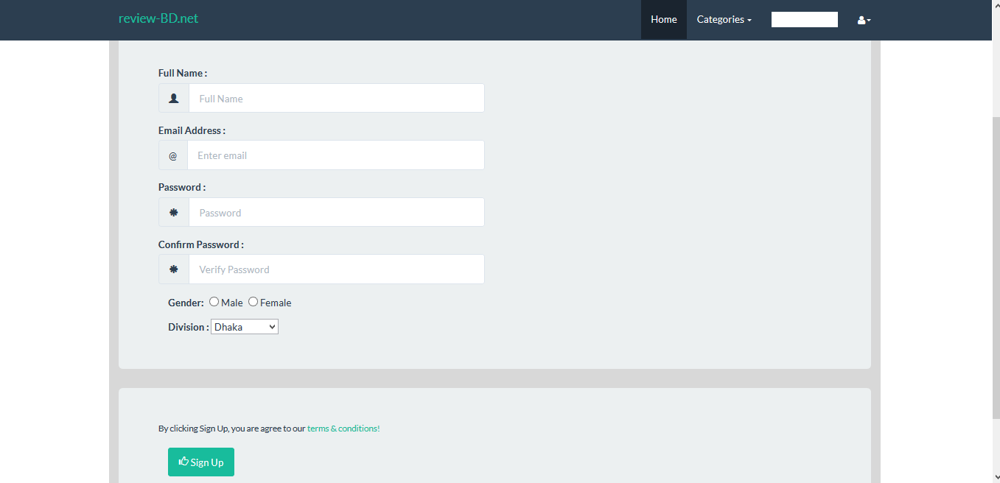 review-BD.net
Home
Categories
Full Name :
Full Name
Email Address :
@
Enter email
Password :
Password
Confirm Password :
Verify Password
Gender: Male Female
Division : Dhaka
By clicking Sign Up, you are agree to our terms & conditions!
Sign Up